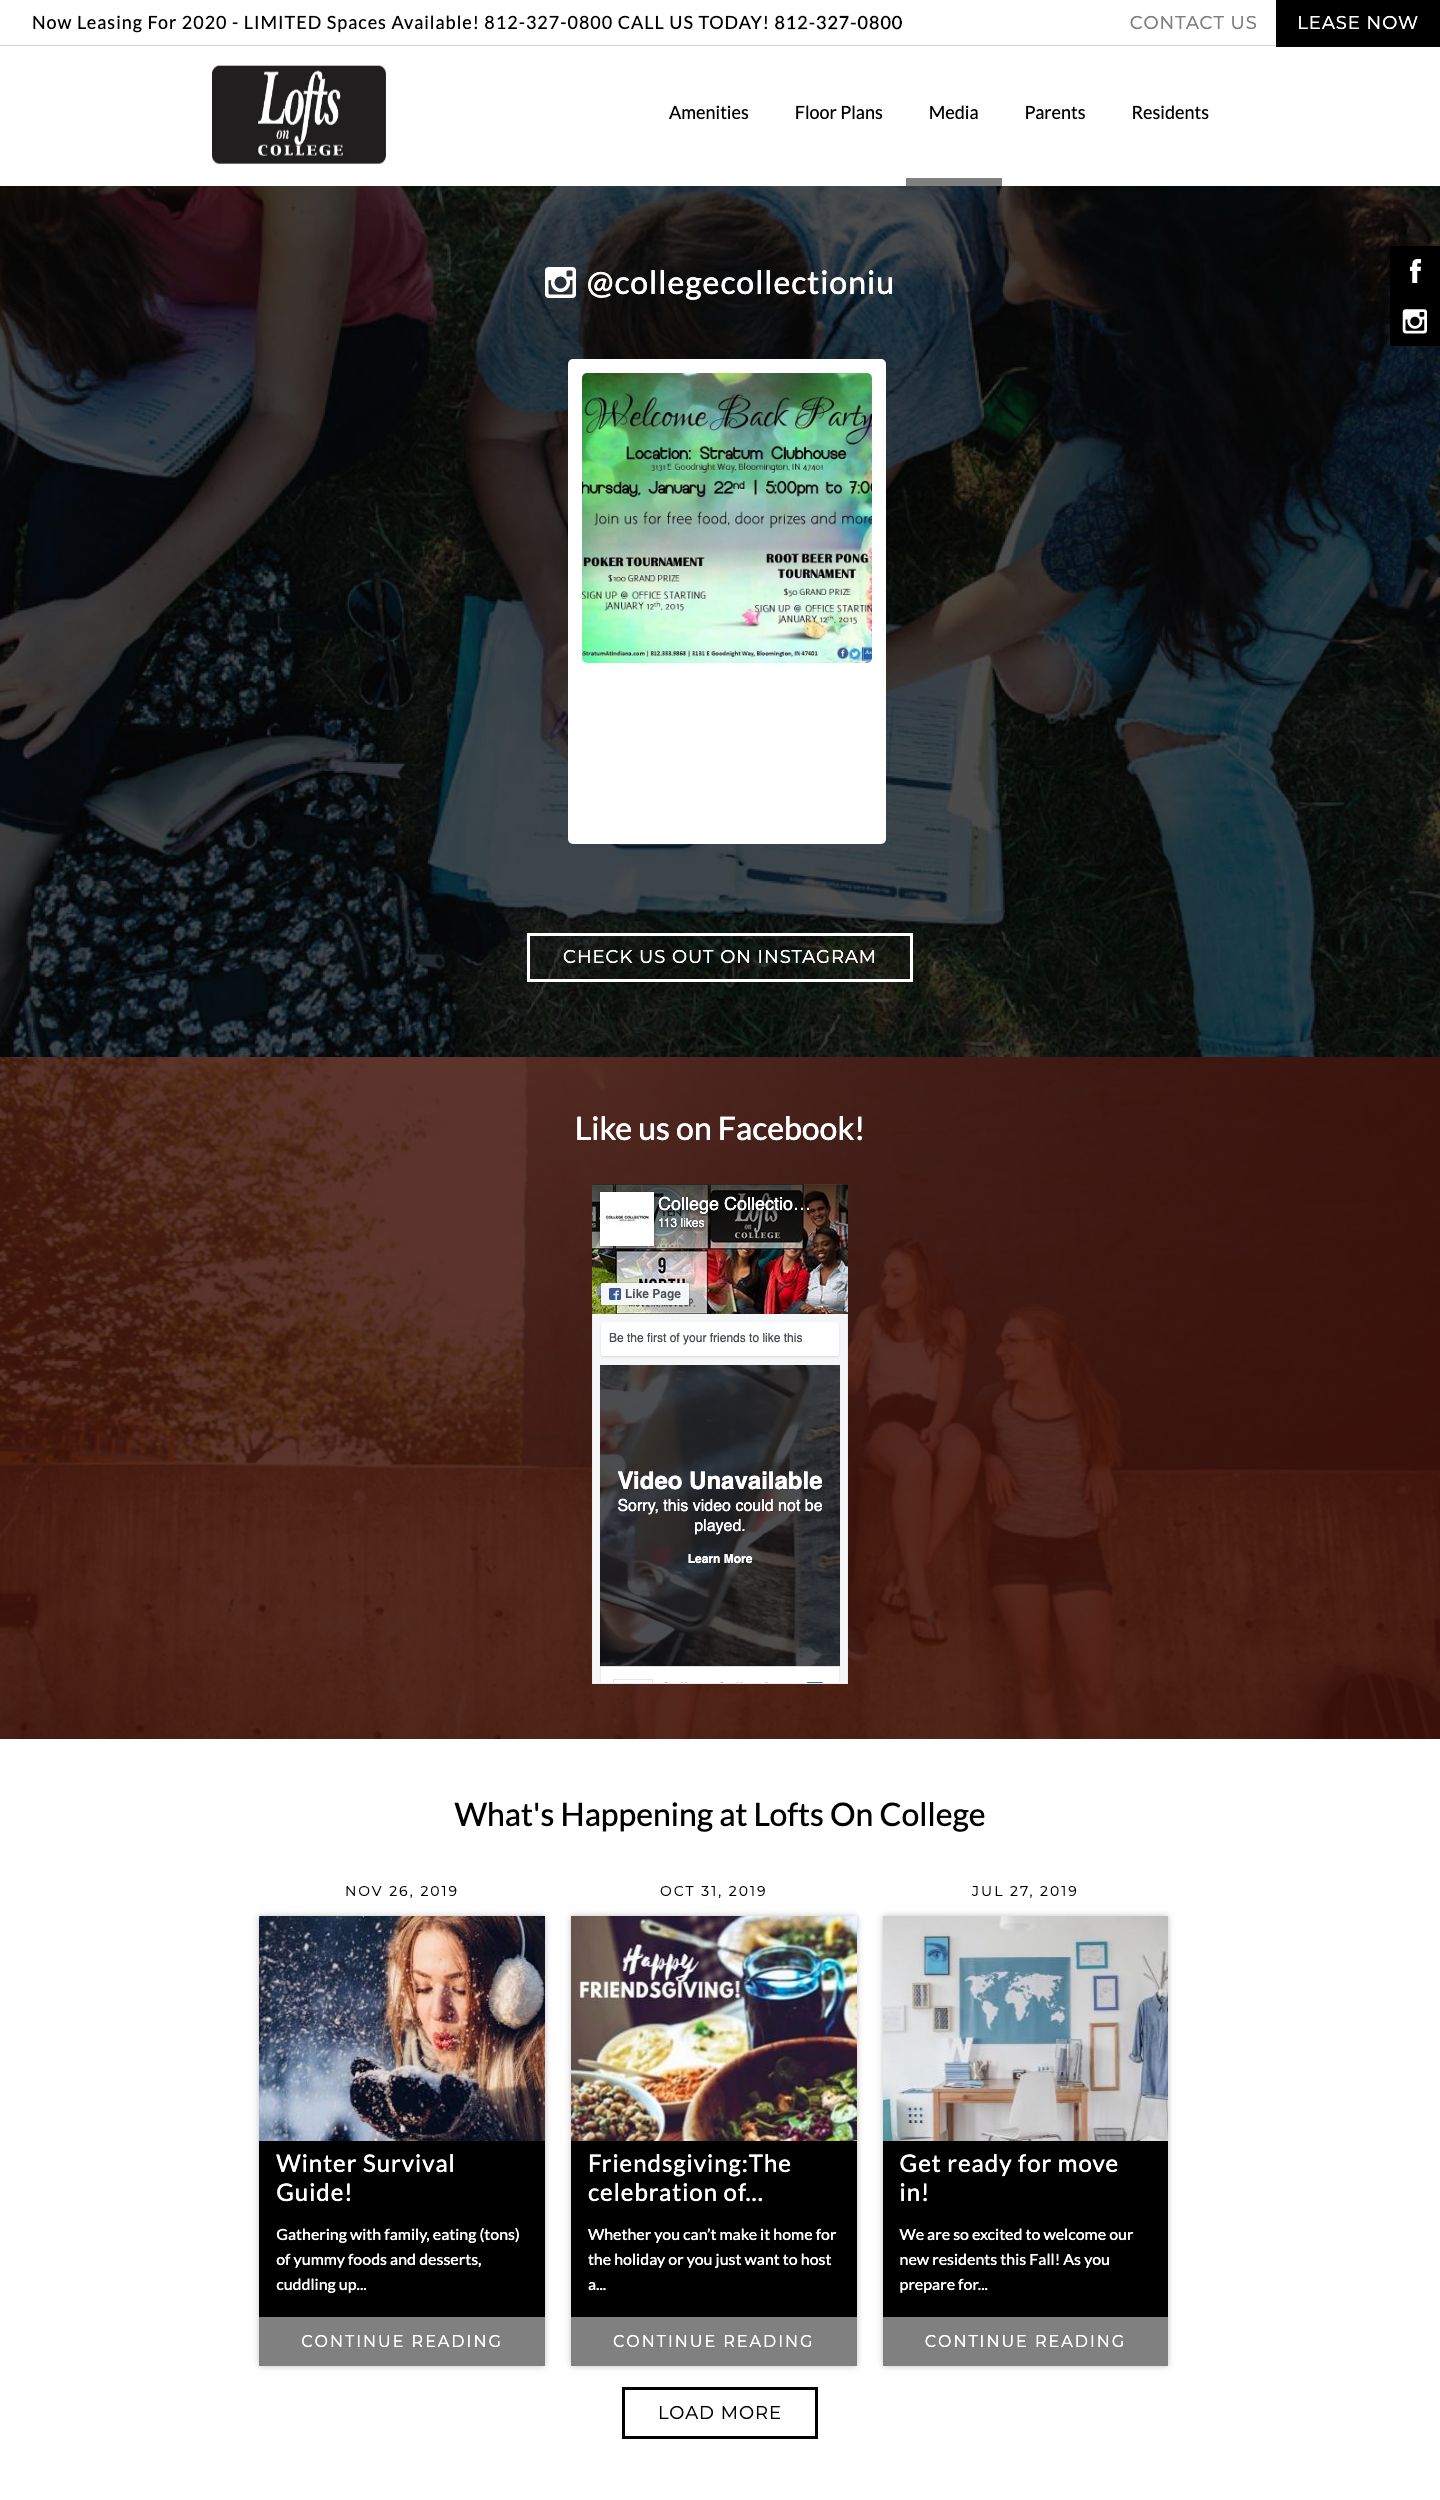 Now Leasing For 2020 - LIMITED Spaces Available! 812-327-0800 CALL US TODAY! 812-327-0800
CONTACT US
LEASE NOW
Lofts
on
COLLEGE
Amenities
Floor Plans
Media
Parents
Residents
@collegecollectioniu
Welcome Back Party
Location: Stratum Clubhouse
3131 E Goodnight Way, Bloomington, IN 47401
hursday, January 22nd | 5:00pm to 7:00
Join us for free food, door prizes and more
POKER TOURNAMENT
$100 GRAND PRIZE
SIGN UP @ OFFICE STARTING
JANUARY 12th, 2015
ROOT BEER PONG
TOURNAMENT
$50 GRAND PRIZE
SIGN UP @ OFFICE STARTIN
JANUARY 12th, 2015
StratumAtIndiana.com | 812.333.9868 | 3131 E Goodnight Way, Bloomington, IN 47401
CHECK US OUT ON INSTAGRAM
Like us on Facebook!
COLLEGE COLLECTION
College Collectio...
113 likes
Lofts
COLLEGE
9
NORTH
Like Page
Be the first of your friends to like this
Video Unavailable
Sorry, this video could not be
played.
Learn More
What's Happening at Lofts On College
NOV 26, 2019
Winter Survival
Guide!
Gathering with family, eating (tons)
of yummy foods and desserts,
cuddling up...
CONTINUE READING
OCT 31, 2019
Happy
FRIENDSGIVING!
Friendsgiving:The
celebration of...
Whether you can't make it home for
the holiday or you just want to host
a...
CONTINUE READING
JUL 27, 2019
W
Get ready for move
in!
We are so excited to welcome our
new residents this Fall! As you
prepare for...
CONTINUE READING
LOAD MORE